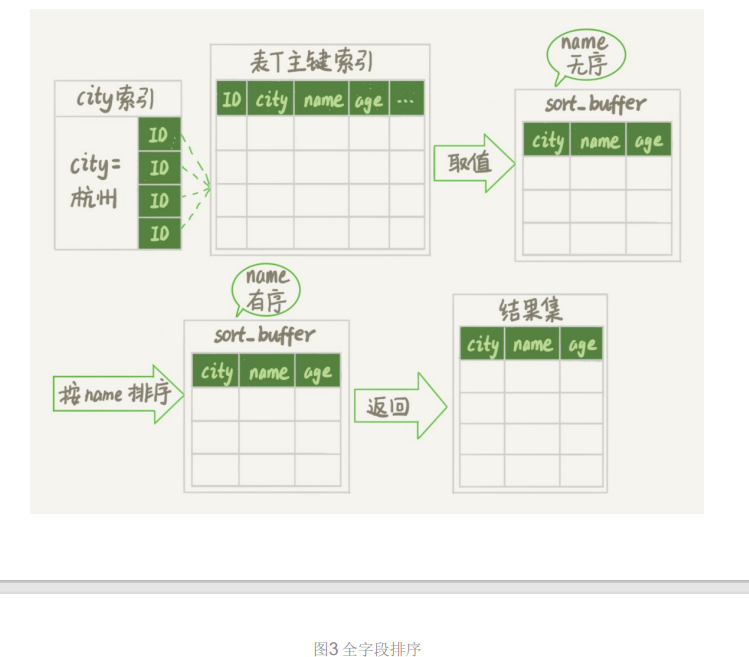 表T主键索引
city索引
ID city name age ...
ID
ID
ID
ID
city=
杭州
取值
name
无序
sort_buffer
city name age
按name排序
name
有序
sort_buffer
city name age
返回
结果集
city name age
图3 全字段排序